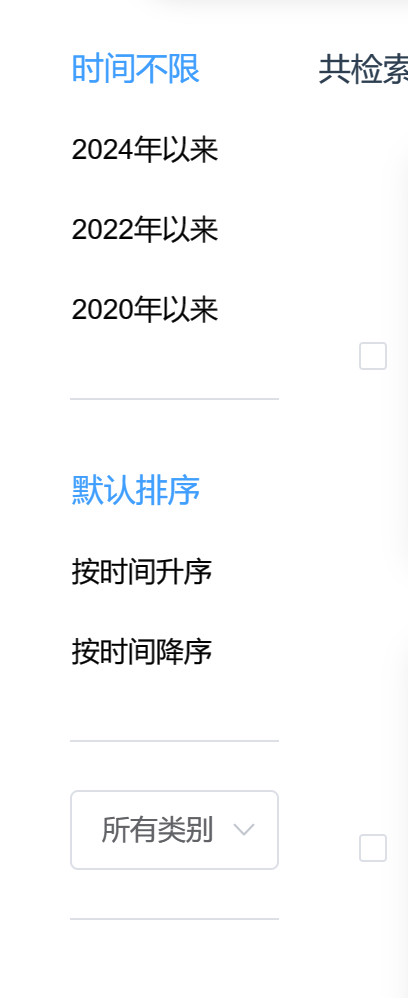 时间不限
共检索
2024年以来
2022年以来
2020年以来
默认排序
按时间升序
按时间降序
所有类别